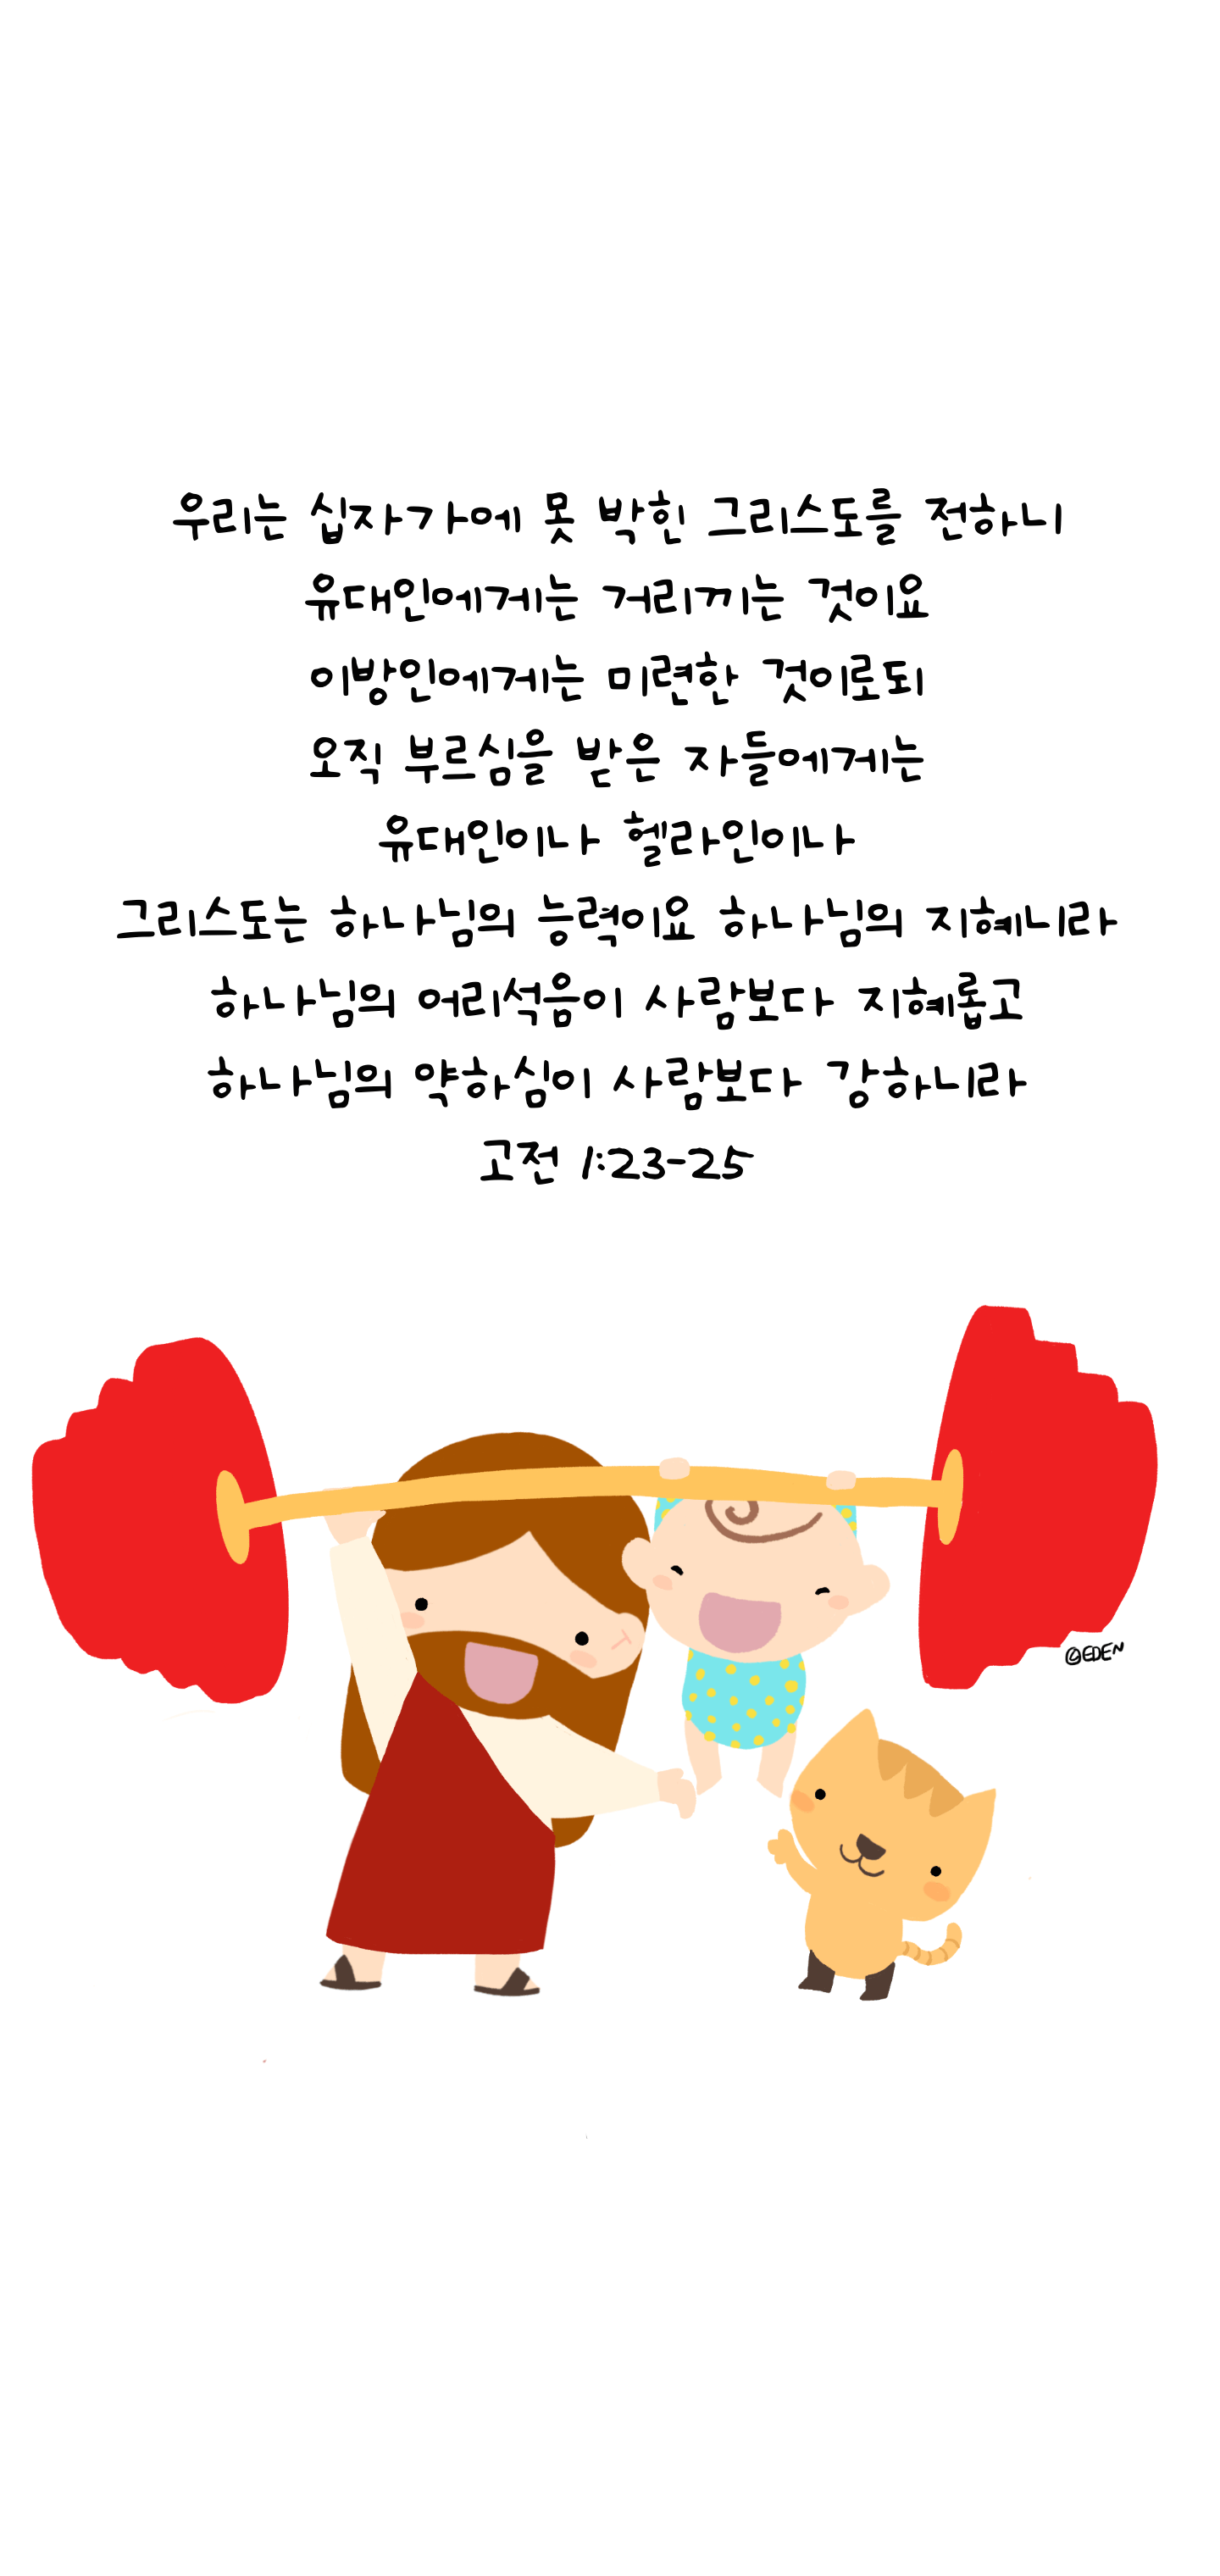 우리는 십자가에 못 박힌 그리스도를 전하니
유대인에게는 거리끼는 것이요
이방인에게는 미련한 것이로되
오직 부르심을 받은 자들에게는
유대인이나 헬라인이나
그리스도는 하나님의 능력이요 하나님의 지혜니라
하나님의 어리석음이 사람보다 지혜롭고
하나님의 약하심이 사람보다 강하니라
고전 1:23-25
©EDEN